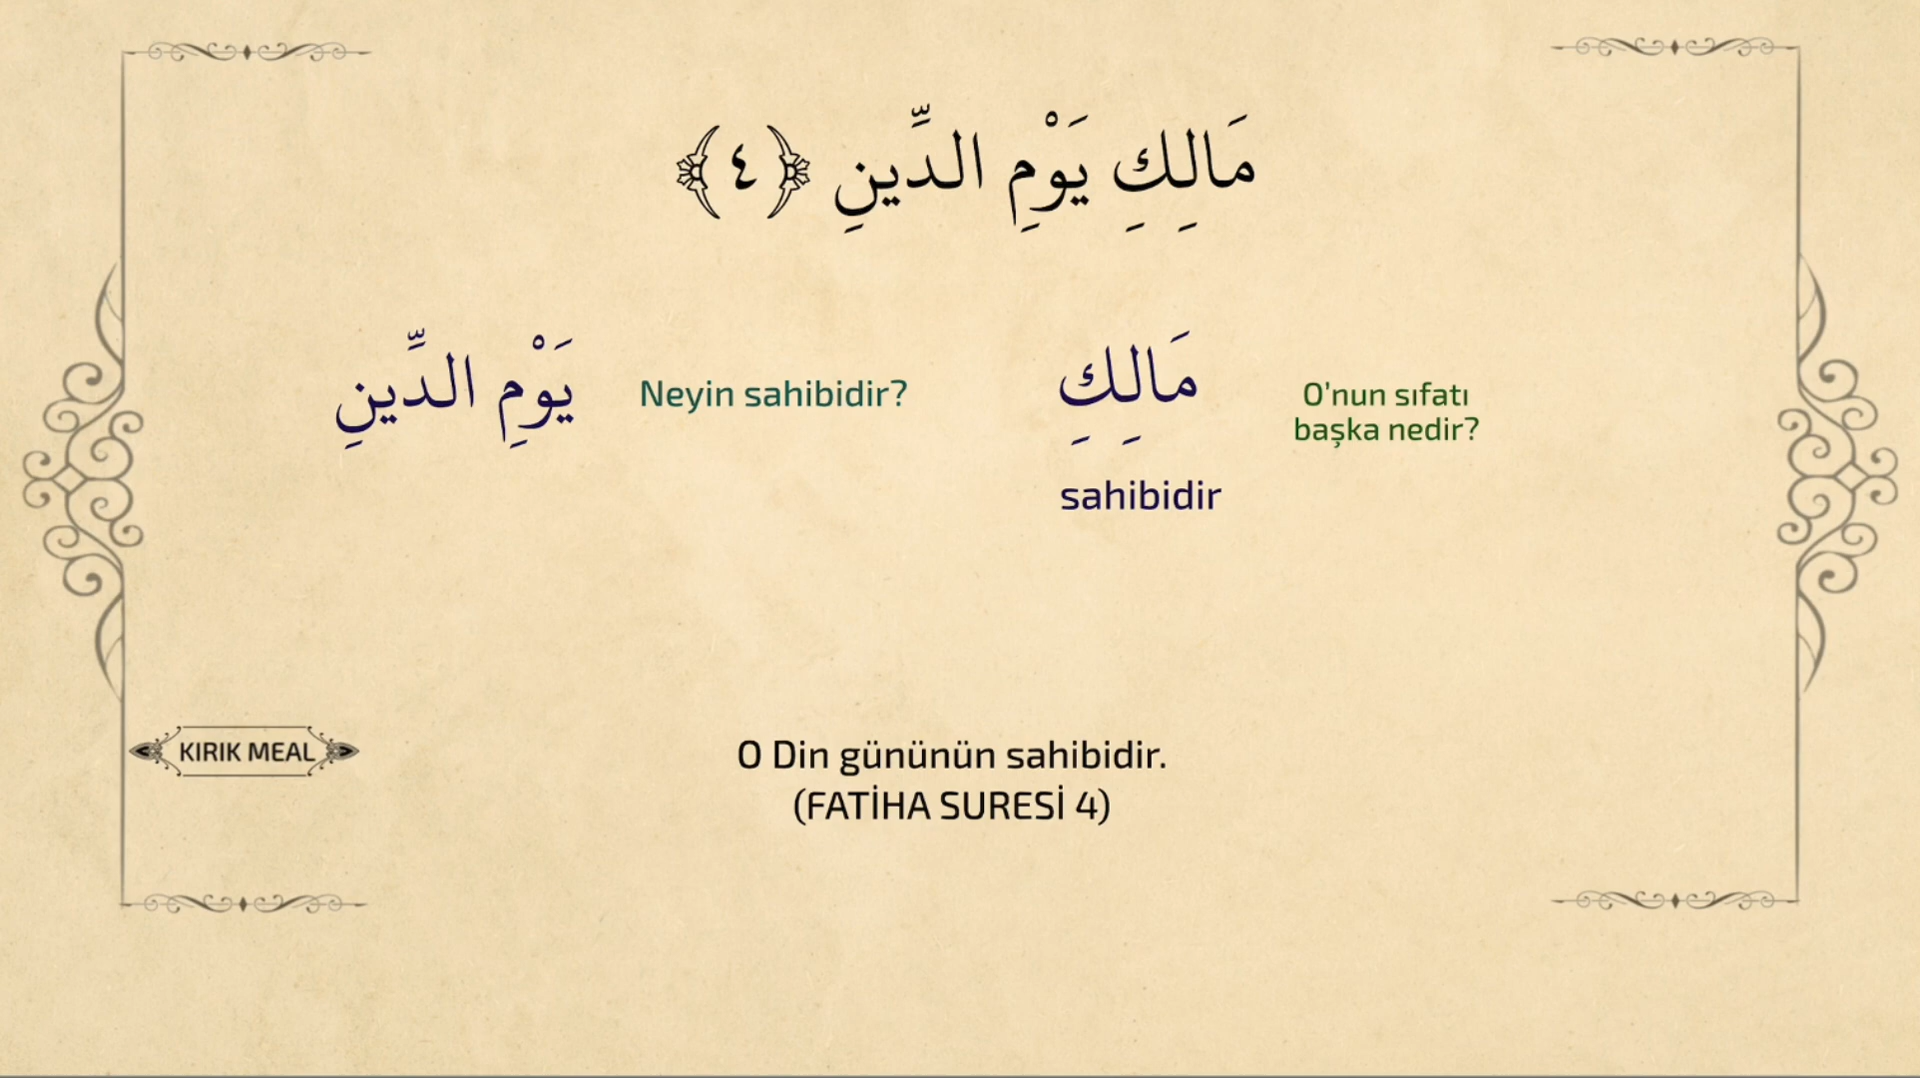 مَالِكِ يَوْمِ الدِّينِ ﴿٤﴾
O'nun sıfatı
başka nedir?
مَالِكِ
sahibidir
Neyin sahibidir?
يَوْمِ الدِّينِ
KIRIK MEAL
O Din gününün sahibidir.
(FATİHA SURESİ 4)